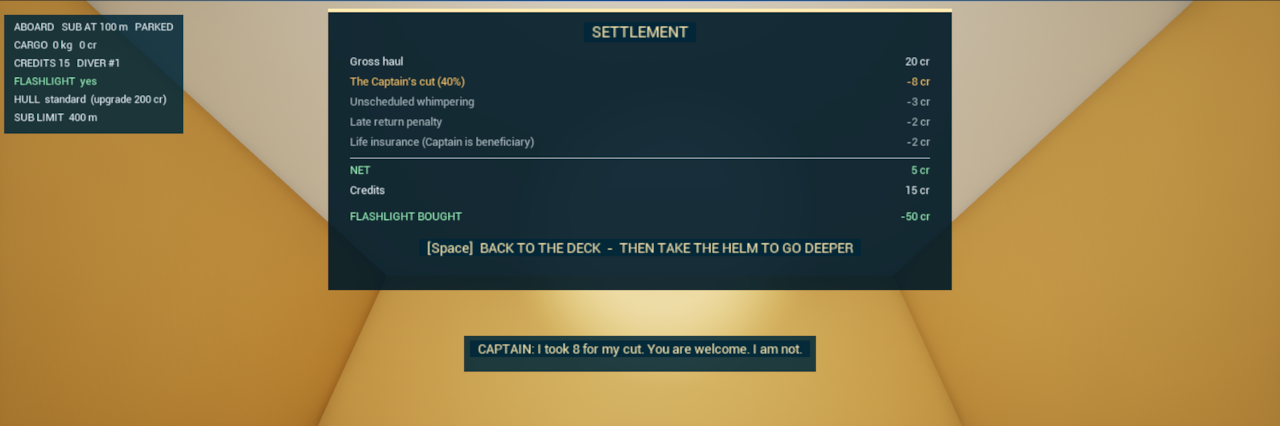 ABOARD SUB AT 100 m PARKED
CARGO 0 kg 0 cr
CREDITS 15 DIVER #1
FLASHLIGHT yes
HULL standard (upgrade 200 cr)
SUB LIMIT 400 m
SETTLEMENT
Gross haul 20 cr
The Captain's cut (40%) -8 cr
Unscheduled whimpering -3 cr
Late return penalty -2 cr
Life insurance (Captain is beneficiary) -2 cr
NET 5 cr
Credits 15 cr
FLASHLIGHT BOUGHT -50 cr
[Space] BACK TO THE DECK - THEN TAKE THE HELM TO GO DEEPER
CAPTAIN: I took 8 for my cut. You are welcome. I am not.